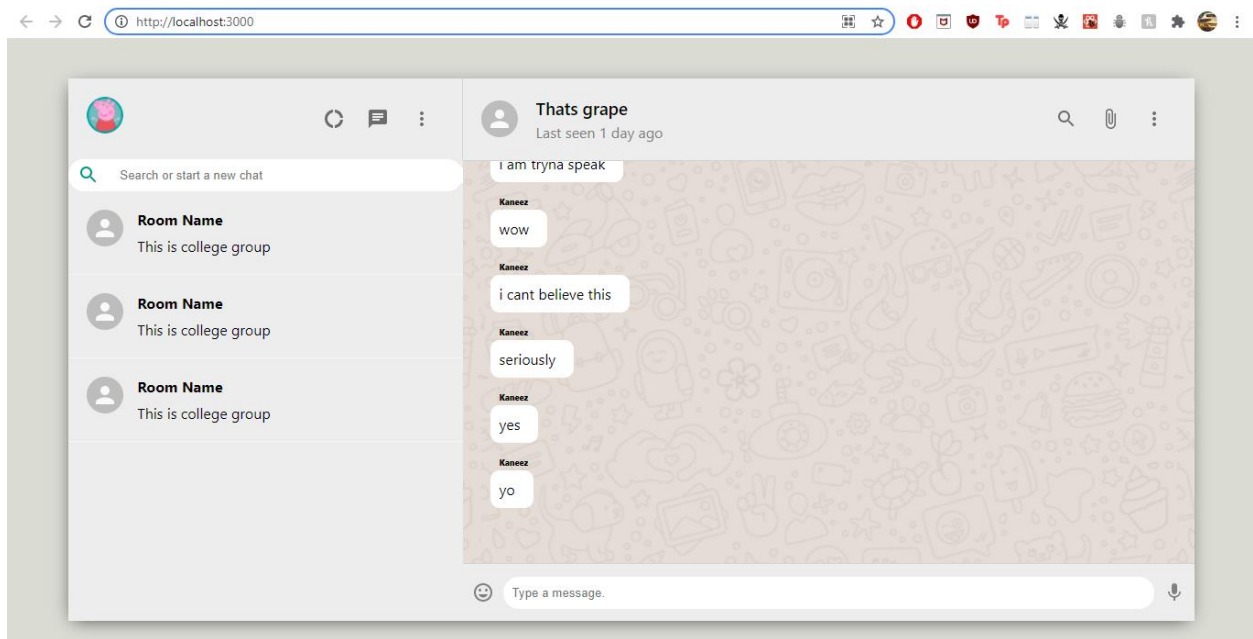 http://localhost:3000
Thats grape
Last seen 1 day ago
Search or start a new chat
Room Name
This is college group
Room Name
This is college group
Room Name
This is college group
i am tryna speak
Kaneez
wow
Kaneez
i cant believe this
Kaneez
seriously
Kaneez
yes
Kaneez
yo
Type a message.